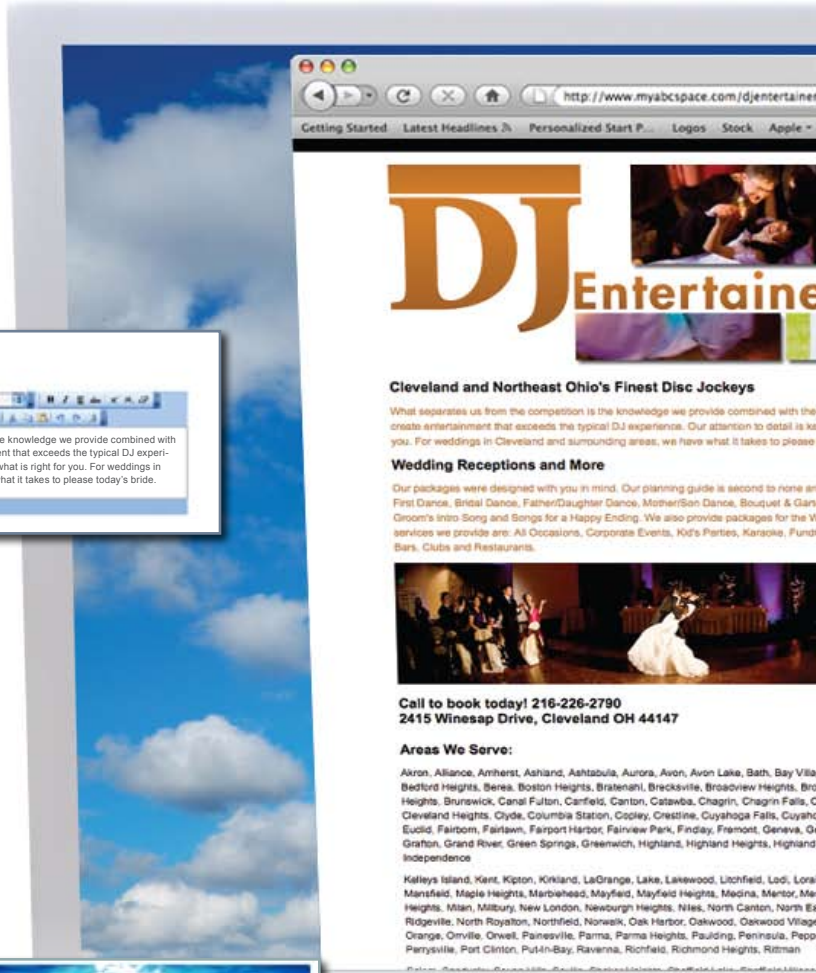 http://www.myabcspace.com/djentertainer
Getting Started Latest Headlines Personalized Start P... Logos Stock Apple
DJ
Entertaine
Cleveland and Northeast Ohio's Finest Disc Jockeys
What separates us from the competition is the knowledge we provide combined with the
create entertainment that exceeds the typical DJ experience. Our attention to detail is ke
you. For weddings in Cleveland and surrounding areas, we have what it takes to please
Wedding Receptions and More
Our packages were designed with you in mind. Our planning guide is second to none an
First Dance, Bridal Dance, Father/Daughter Dance, Mother/Son Dance, Bouquet & Gart
Groom's Intro Song and Songs for a Happy Ending. We also provide packages for the W
services we provide are: All Occasions, Corporate Events, Kid's Parties, Karaoke, Fund
Bars, Clubs and Restaurants.
e knowledge we provide combined with
ent that exceeds the typical DJ experi-
what is right for you. For weddings in
hat it takes to please today's bride.
Call to book today! 216-226-2790
2415 Winesap Drive, Cleveland OH 44147
Areas We Serve:
Akron, Alliance, Amherst, Ashland, Ashtabula, Aurora, Avon, Avon Lake, Bath, Bay Villa
Bedford Heights, Berea, Boston Heights, Bratenahl, Brecksville, Broadview Heights, Bro
Heights, Brunswick, Canal Fulton, Canfield, Canton, Catawba, Chagrin, Chagrin Falls, C
Cleveland Heights, Clyde, Columbia Station, Copley, Crestline, Cuyahoga Falls, Cuyaho
Euclid, Fairborn, Fairlawn, Fairport Harbor, Fairview Park, Findlay, Fremont, Geneva, G
Grafton, Grand River, Green Springs, Greenwich, Highland, Highland Heights, Highland
Independence
Kelleys Island, Kent, Kipton, Kirkland, LaGrange, Lake, Lakewood, Litchfield, Lodi, Lorai
Mansfield, Maple Heights, Marblehead, Mayfield, Mayfield Heights, Medina, Mentor, Me
Heights, Milan, Millbury, New London, Newburgh Heights, Niles, North Canton, North Ea
Ridgeville, North Royalton, Northfield, Norwalk, Oak Harbor, Oakwood, Oakwood Village
Orange, Orrville, Orwell, Painesville, Parma, Parma Heights, Paulding, Peninsula, Pepp
Perrysville, Port Clinton, Put-In-Bay, Ravenna, Richfield, Richmond Heights, Rittman